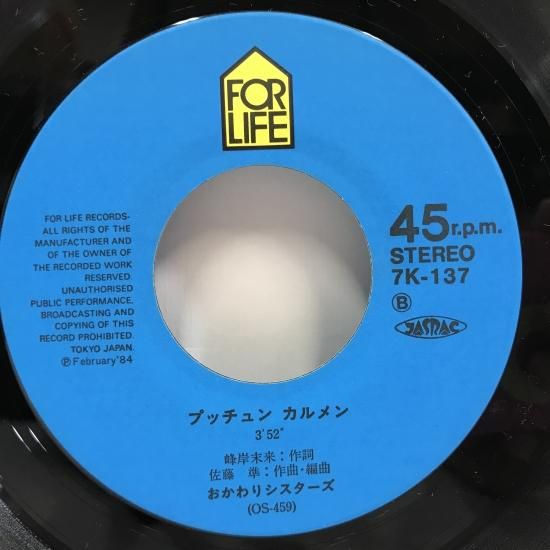 FOR
LIFE
FOR LIFE RECORDS-
ALL RIGHTS OF THE
MANUFACTURER AND
OF THE OWNER OF
THE RECORDED WORK
RESERVED.
UNAUTHORISED
PUBLIC PERFORMANCE,
BROADCASTING AND
COPYING OF THIS
RECORD PROHIBITED.
TOKYO JAPAN.
ⓅFebruary'84
45r.p.m.
STEREO
7K-137
Ⓑ
JASRAC
プッチュン カルメン
3'52"
峰岸未来:作詞
佐藤 準:作曲・編曲
おかわりシスターズ
(OS-459)